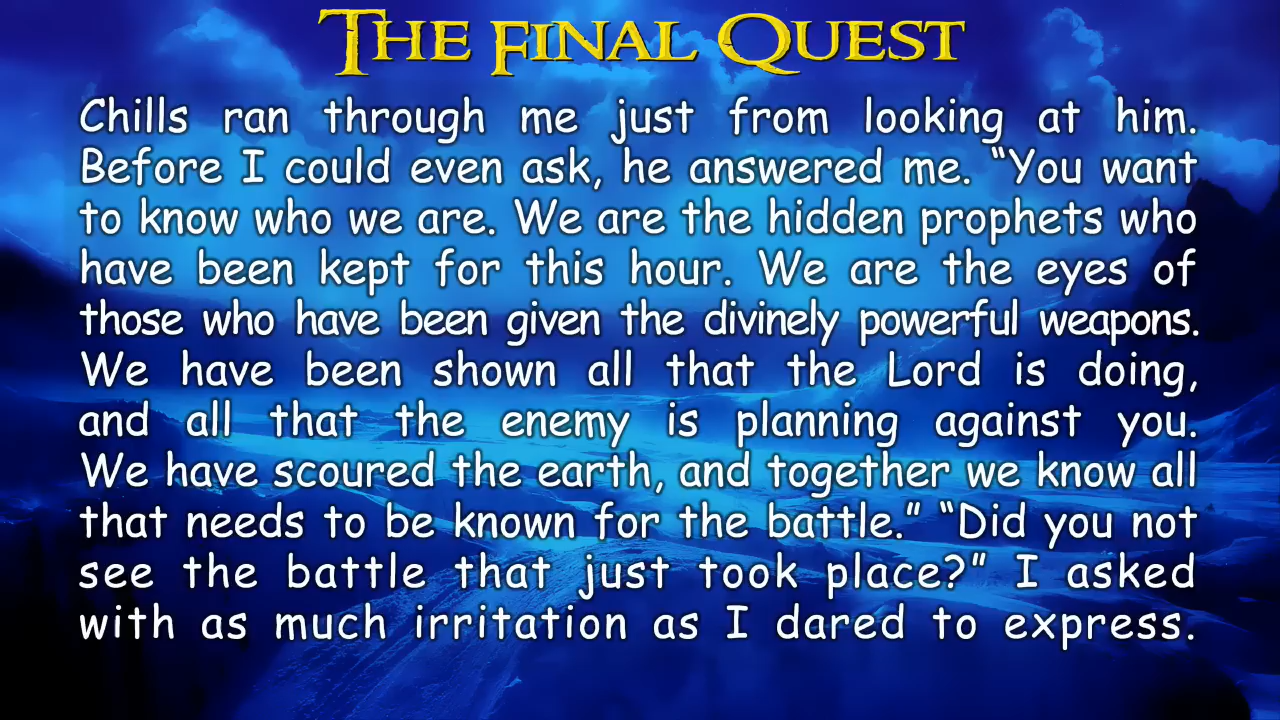 The Final Quest
Chills ran through me just from looking at him.
Before I could even ask, he answered me. “You want
to know who we are. We are the hidden prophets who
have been kept for this hour. We are the eyes of
those who have been given the divinely powerful weapons.
We have been shown all that the Lord is doing,
and all that the enemy is planning against you.
We have scoured the earth, and together we know all
that needs to be known for the battle.” “Did you not
see the battle that just took place?” I asked
with as much irritation as I dared to express.